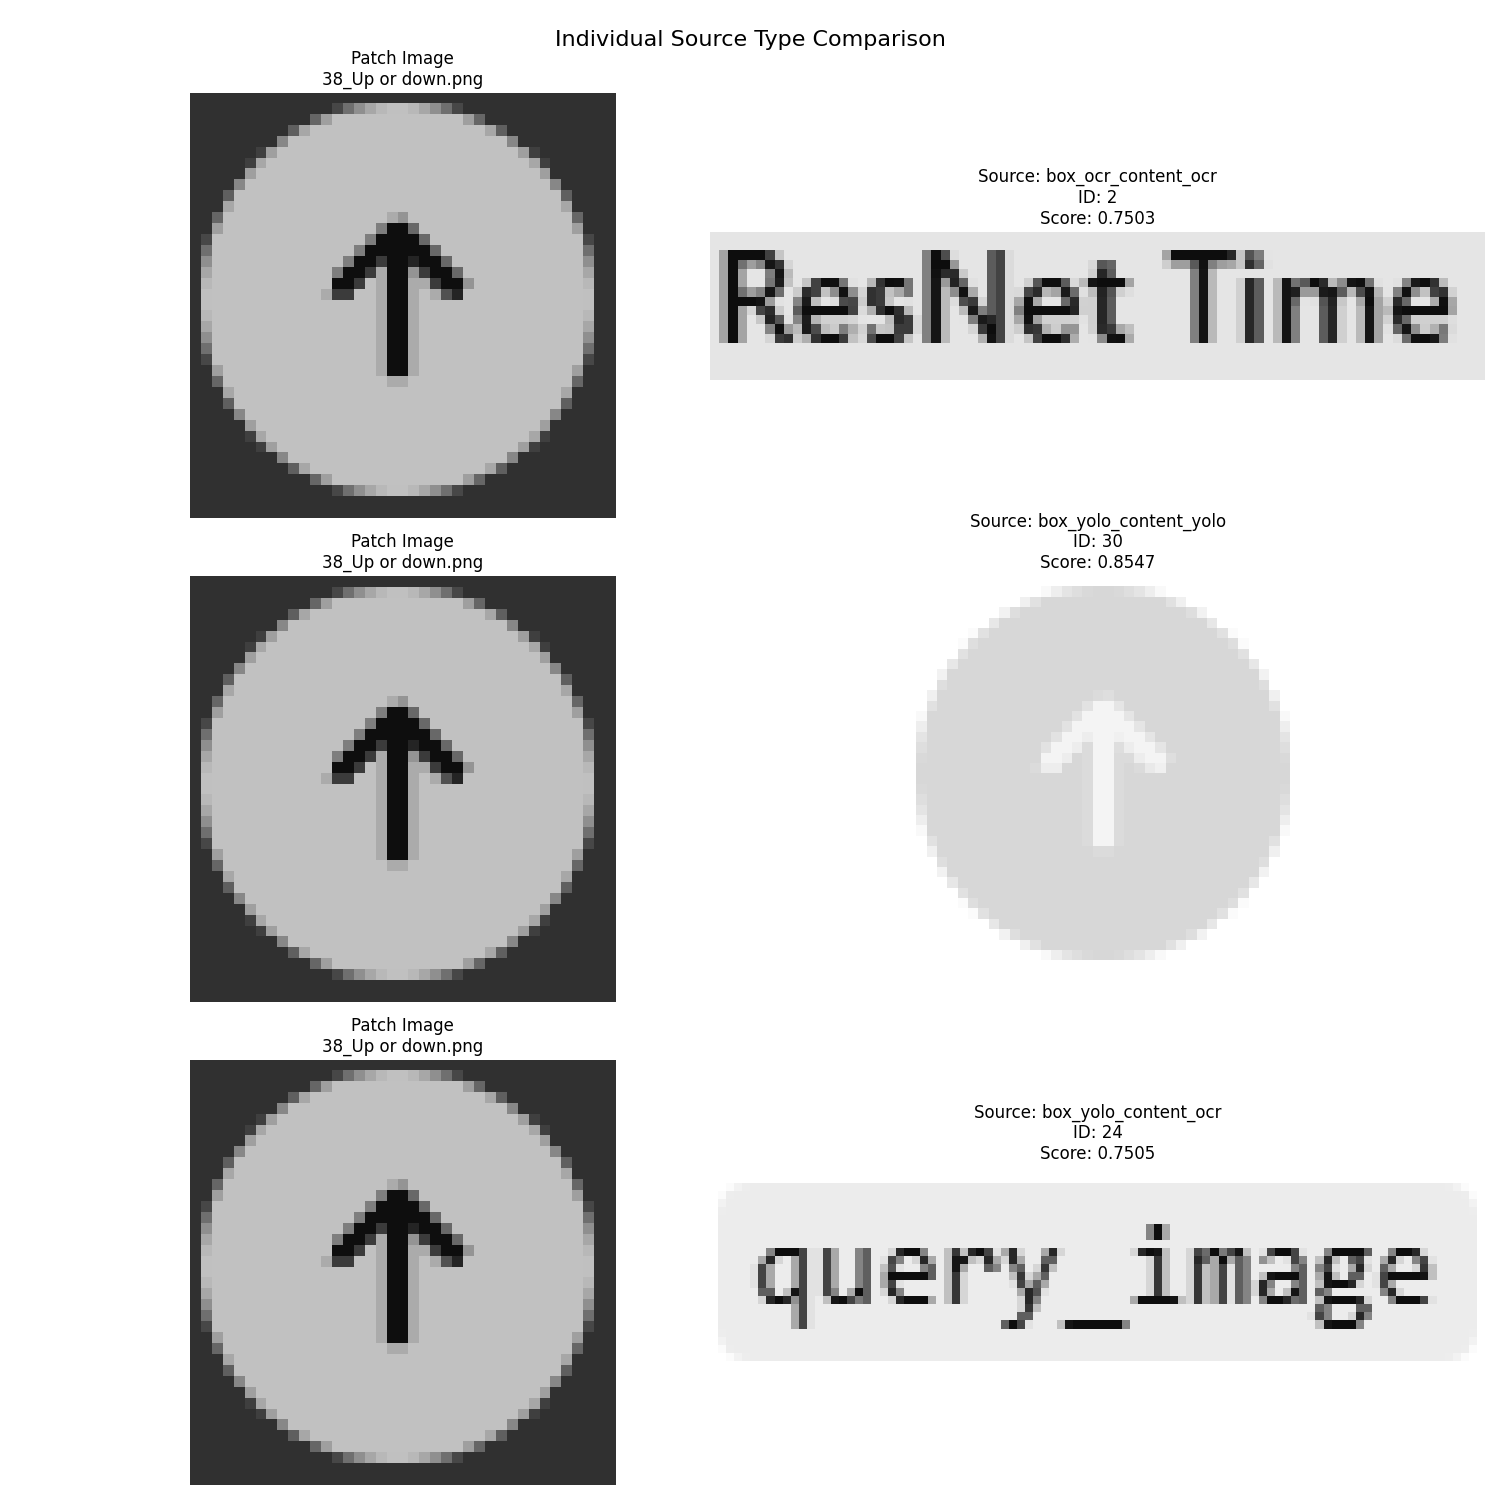 Individual Source Type Comparison
Patch Image
38_Up or down.png
Source: box_ocr_content_ocr
ID: 2
Score: 0.7503
ResNet Time
Patch Image
38_Up or down.png
Source: box_yolo_content_yolo
ID: 30
Score: 0.8547
Patch Image
38_Up or down.png
Source: box_yolo_content_ocr
ID: 24
Score: 0.7505
query_image